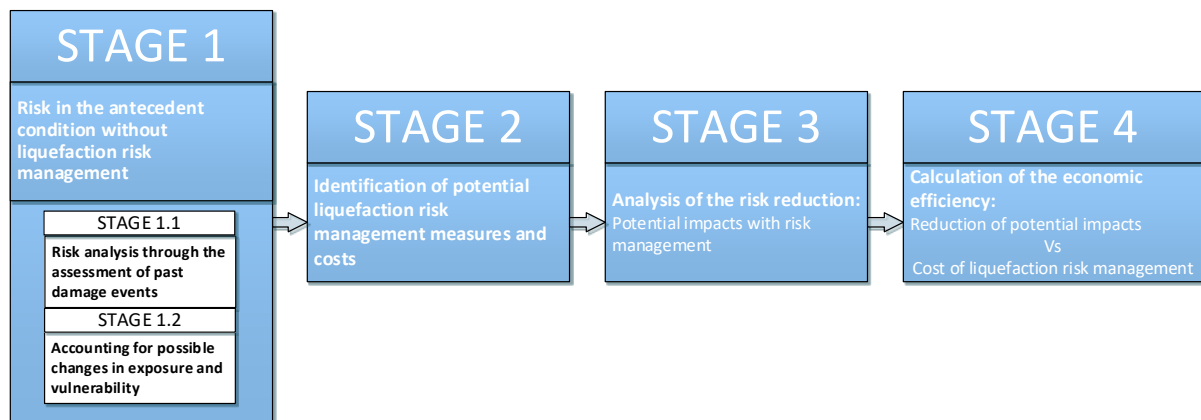 STAGE 1
Risk in the antecedent
condition without
liquefaction risk
management
STAGE 1.1
Risk analysis through the
assessment of past
damage events
STAGE 1.2
Accounting for possible
changes in exposure and
vulnerability
STAGE 2
Identification of potential
liquefaction risk
management measures and
costs
STAGE 3
Analysis of the risk reduction:
Potential impacts with risk
management
STAGE 4
Calculation of the economic
efficiency:
Reduction of potential impacts
Vs
Cost of liquefaction risk management